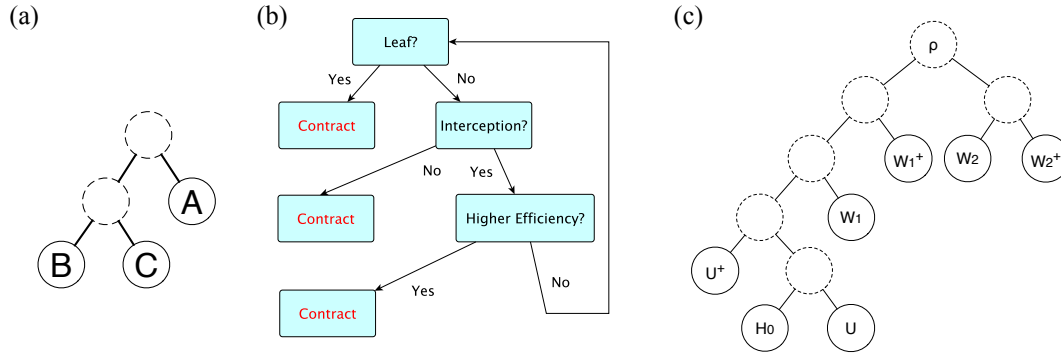 (a)
A
B
C
(b)
Leaf?
Yes
No
Contract
Interception?
No
Yes
Contract
Higher Efficiency?
Yes
No
Contract
(c)
ρ
W1+
W2
W2+
W1
U+
H0
U